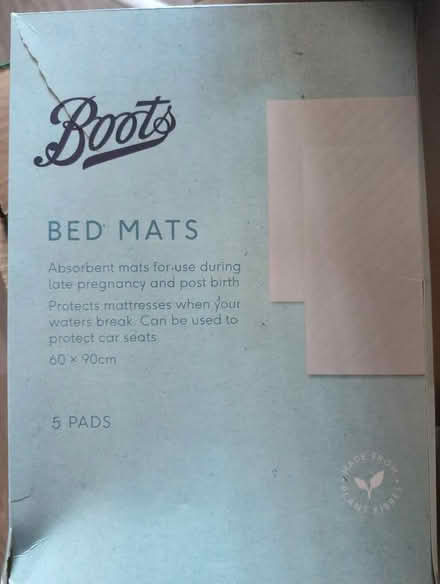 Boots
BED MATS
Absorbent mats for use during
late pregnancy and post birth
Protects mattresses when your
waters break. Can be used to
protect car seats
60 × 90cm
5 PADS
MADE FROM
PLANT FIBRES